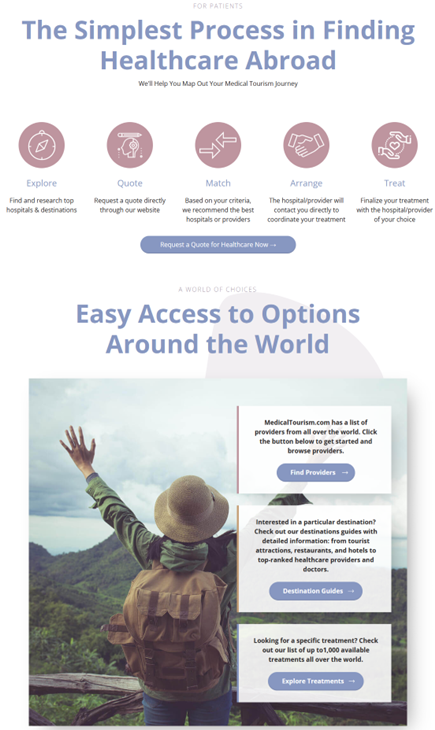 FOR PATIENTS
The Simplest Process in Finding
Healthcare Abroad
We'll Help You Map Out Your Medical Tourism Journey
Explore
Find and research top
hospitals & destinations
Quote
Request a quote directly
through our website
Match
Based on your criteria,
we recommend the best
hospitals or providers
Arrange
The hospital/provider will
contact you directly to
coordinate your treatment
Treat
Finalize your treatment
with the hospital/provider
of your choice
Request a Quote for Healthcare Now →
A WORLD OF CHOICES
Easy Access to Options
Around the World
MedicalTourism.com has a list of
providers from all over the world. Click
the button below to get started and
browse providers.
Find Providers →
Interested in a particular destination?
Check out our destinations guides with
detailed information: from tourist
attractions, restaurants, and hotels to
top-ranked healthcare providers and
doctors.
Destination Guides →
Looking for a specific treatment? Check
out our list of up to1,000 available
treatments all over the world.
Explore Treatments →